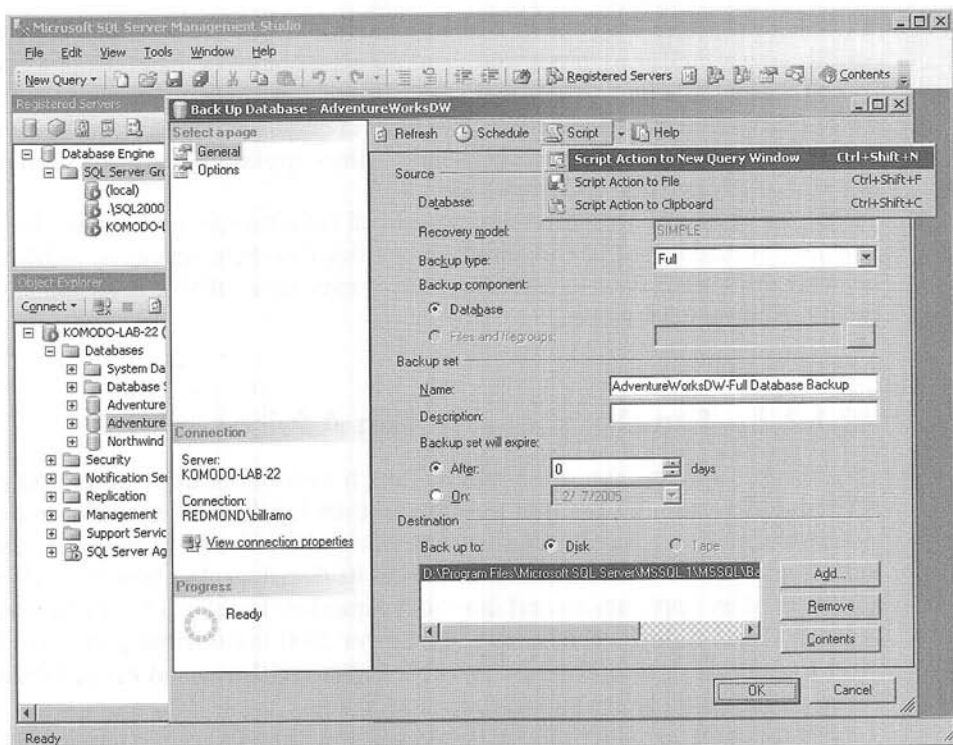 Microsoft SQL Server Management Studio
File Edit View Tools Window Help
New Query Registered Servers Contents
Registered Servers
Database Engine
SQL Server Gro
(local)
.\SQL2000
KOMODO-L
Object Explorer
Connect
KOMODO-LAB-22 (
Databases
System Da
Database S
Adventure
Adventure
Northwind
Security
Notification Ser
Replication
Management
Support Servic
SQL Server Ag
Back Up Database - AdventureWorksDW
Select a page
General
Options
Connection
Server:
KOMODO-LAB-22
Connection:
REDMOND\billramo
View connection properties
Progress
Ready
Refresh Schedule Script Help
Script Action to New Query Window Ctrl+Shift+N
Script Action to File Ctrl+Shift+F
Script Action to Clipboard Ctrl+Shift+C
Source
Database:
Recovery model: SIMPLE
Backup type: Full
Backup component:
Database
Files and filegroups: ...
Backup set
Name: AdventureWorksDW-Full Database Backup
Description:
Backup set will expire:
After: 0 days
On: 2/ 7/2005
Destination
Back up to: Disk Tape
D:\Program Files\Microsoft SQL Server\MSSQL.1\MSSQL\Ba
Add...
Remove
Contents
OK Cancel
Ready